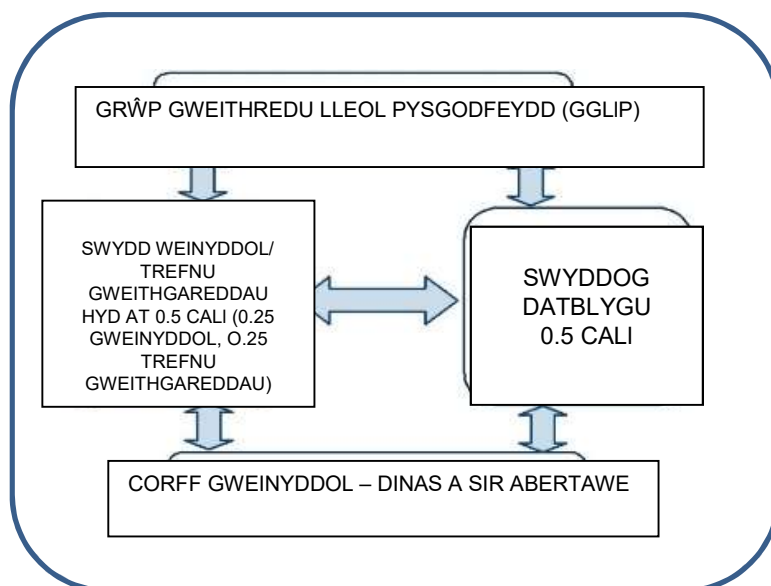 GRŴP GWEITHREDU LLEOL PYSGODFEYDD (GGLIP)
SWYDD WEINYDDOL/
TREFNU
GWEITHGAREDDAU
HYD AT 0.5 CALI (0.25
GWEINYDDOL, O.25
TREFNU
GWEITHGAREDDAU)
SWYDDOG
DATBLYGU
0.5 CALI
CORFF GWEINYDDOL – DINAS A SIR ABERTAWE